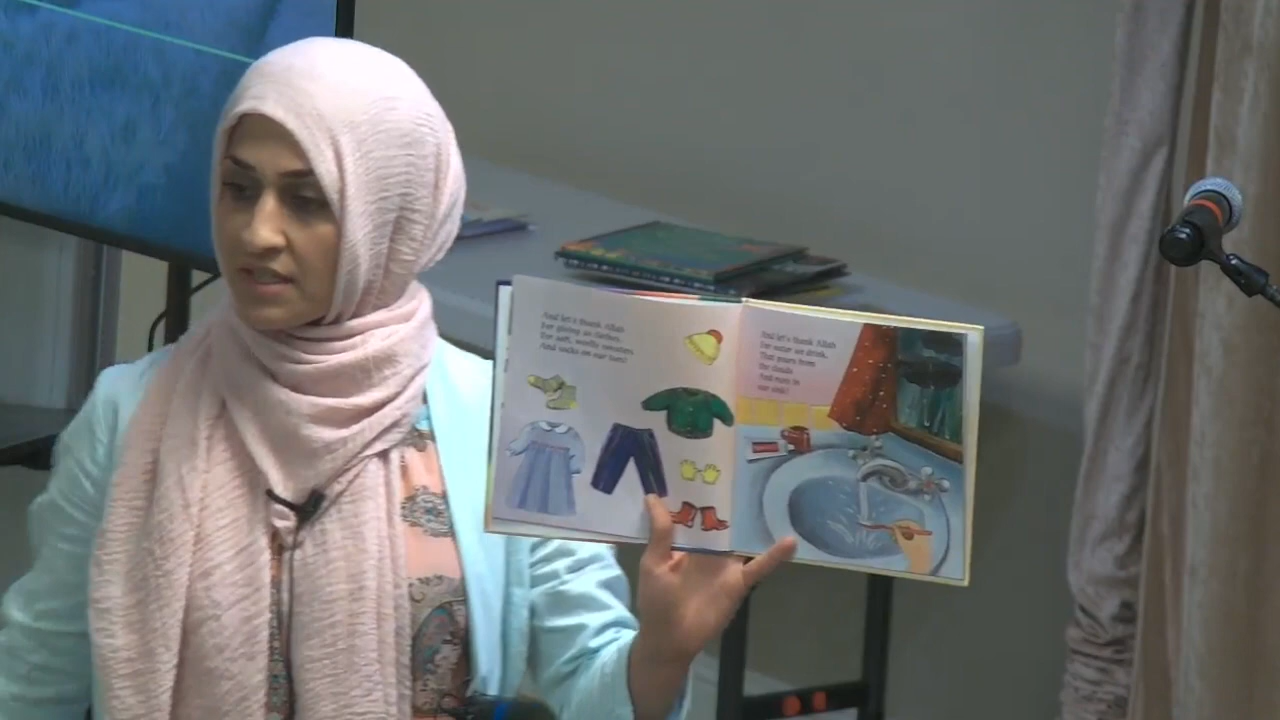 And let's thank Allah
For giving us clothes,
For soft, woolly sweaters
And socks on our toes!
And let's thank Allah
For water we drink,
That pours from
the clouds
And runs in
our sink!